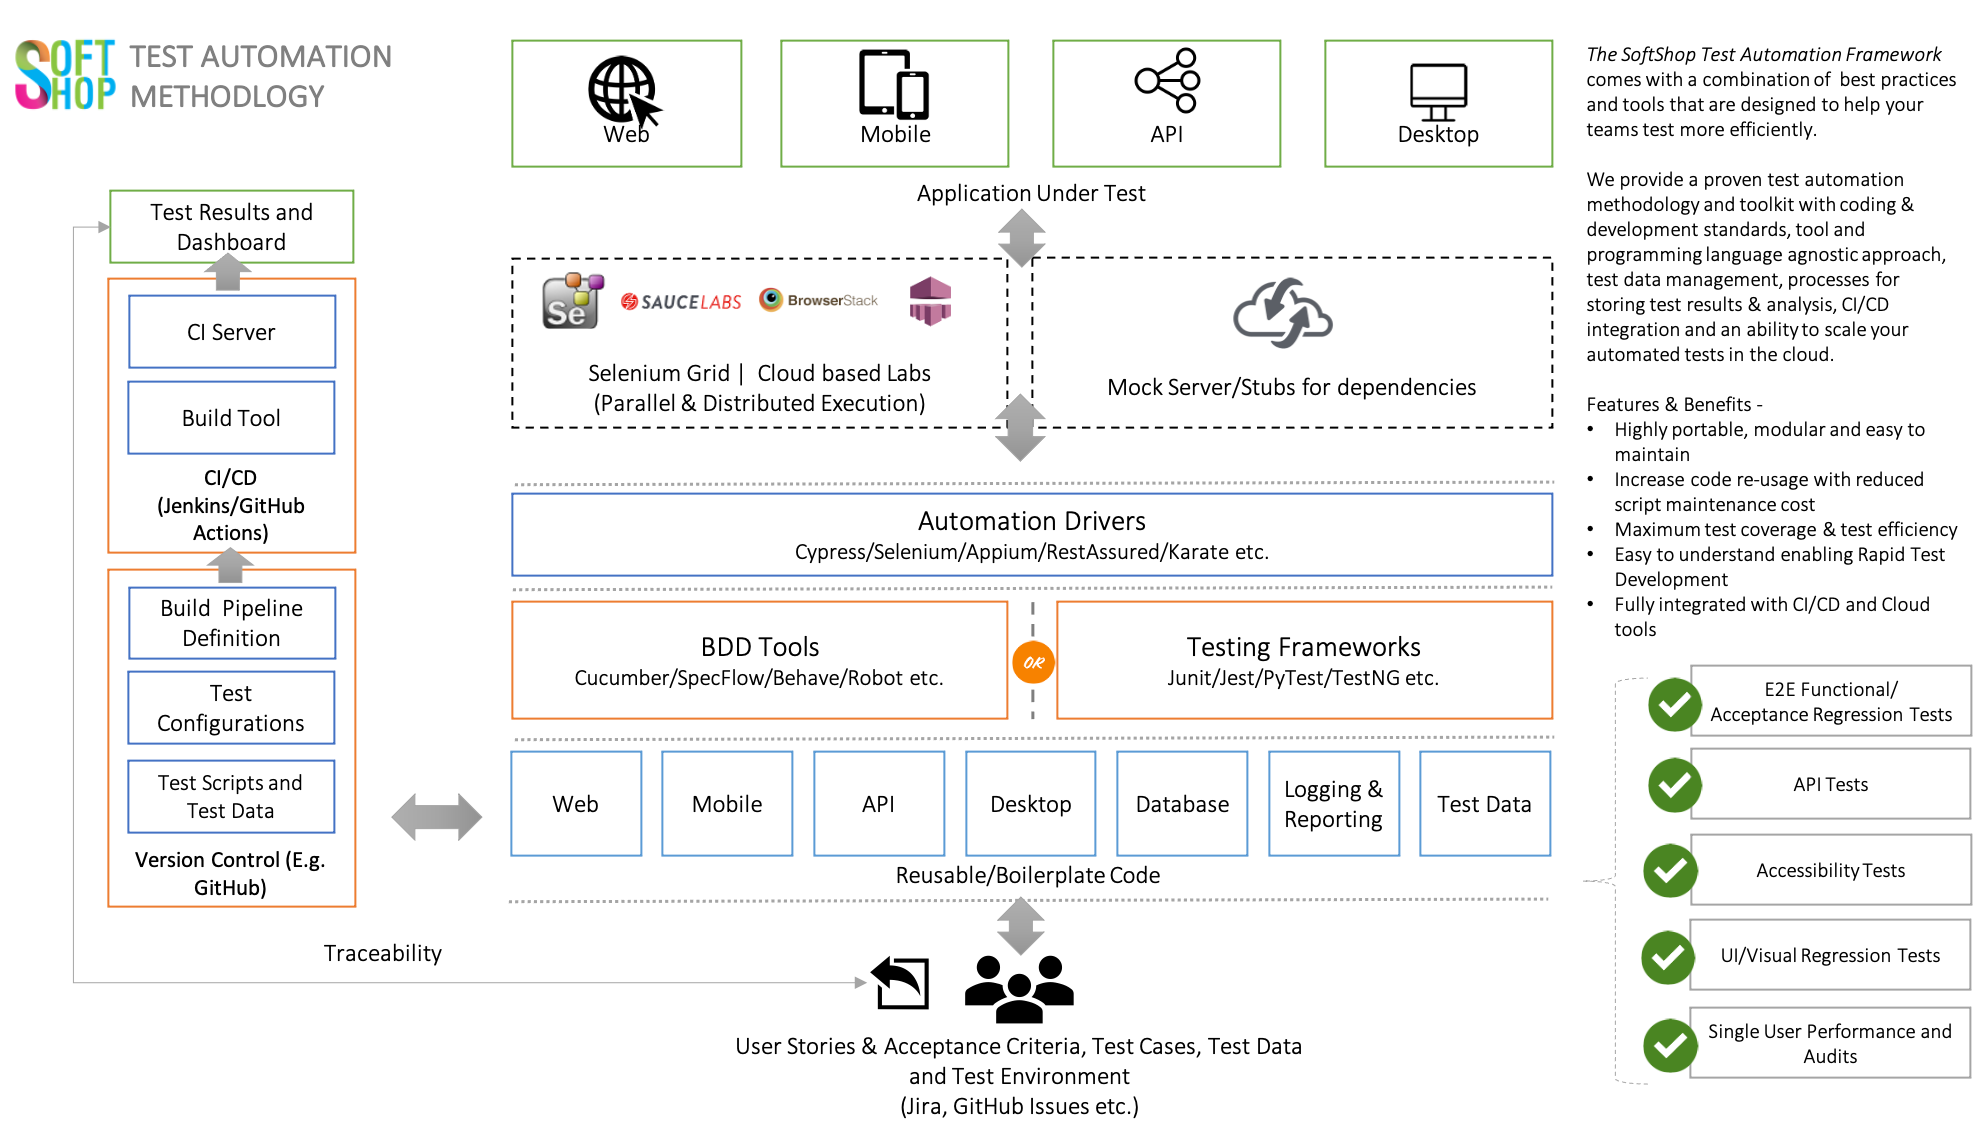 SOFT
SHOP
TEST AUTOMATION
METHODLOGY
Web
Mobile
API
Desktop
Application Under Test
Test Results and
Dashboard
CI Server
Build Tool
CI/CD
(Jenkins/GitHub
Actions)
Build Pipeline
Definition
Test
Configurations
Test Scripts and
Test Data
Version Control (E.g.
GitHub)
Traceability
Se
SAUCELABS
BrowserStack
Selenium Grid | Cloud based Labs
(Parallel & Distributed Execution)
Mock Server/Stubs for dependencies
Automation Drivers
Cypress/Selenium/Appium/RestAssured/Karate etc.
BDD Tools
Cucumber/SpecFlow/Behave/Robot etc.
OR
Testing Frameworks
Junit/Jest/PyTest/TestNG etc.
Web
Mobile
API
Desktop
Database
Logging &
Reporting
Test Data
Reusable/Boilerplate Code
User Stories & Acceptance Criteria, Test Cases, Test Data
and Test Environment
(Jira, GitHub Issues etc.)
The SoftShop Test Automation Framework
comes with a combination of best practices
and tools that are designed to help your
teams test more efficiently.
We provide a proven test automation
methodology and toolkit with coding &
development standards, tool and
programming language agnostic approach,
test data management, processes for
storing test results & analysis, CI/CD
integration and an ability to scale your
automated tests in the cloud.
Features & Benefits -
• Highly portable, modular and easy to
maintain
• Increase code re-usage with reduced
script maintenance cost
• Maximum test coverage & test efficiency
• Easy to understand enabling Rapid Test
Development
• Fully integrated with CI/CD and Cloud
tools
E2E Functional/
Acceptance Regression Tests
API Tests
Accessibility Tests
UI/Visual Regression Tests
Single User Performance and
Audits